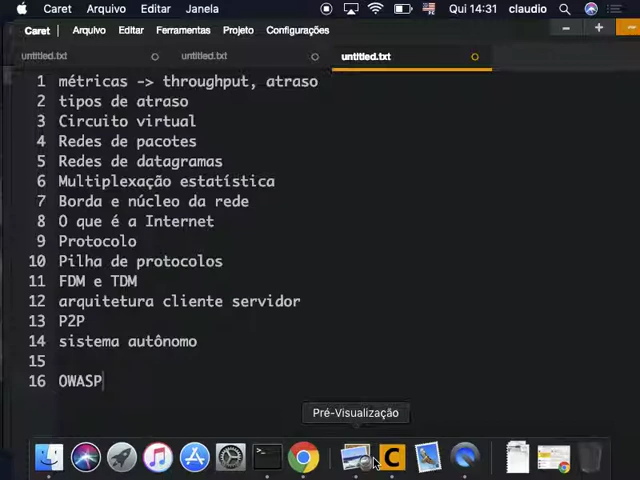 Caret Arquivo Editar Janela Qui 14:31 claudio
Caret Arquivo Editar Ferramentas Projeto Configurações
untitled.txt untitled.txt untitled.txt
1 métricas -> throughput, atraso
2 tipos de atraso
3 Circuito virtual
4 Redes de pacotes
5 Redes de datagramas
6 Multiplexação estatística
7 Borda e núcleo da rede
8 O que é a Internet
9 Protocolo
10 Pilha de protocolos
11 FDM e TDM
12 arquitetura cliente servidor
13 P2P
14 sistema autônomo
15
16 OWASP
Pré-Visualização